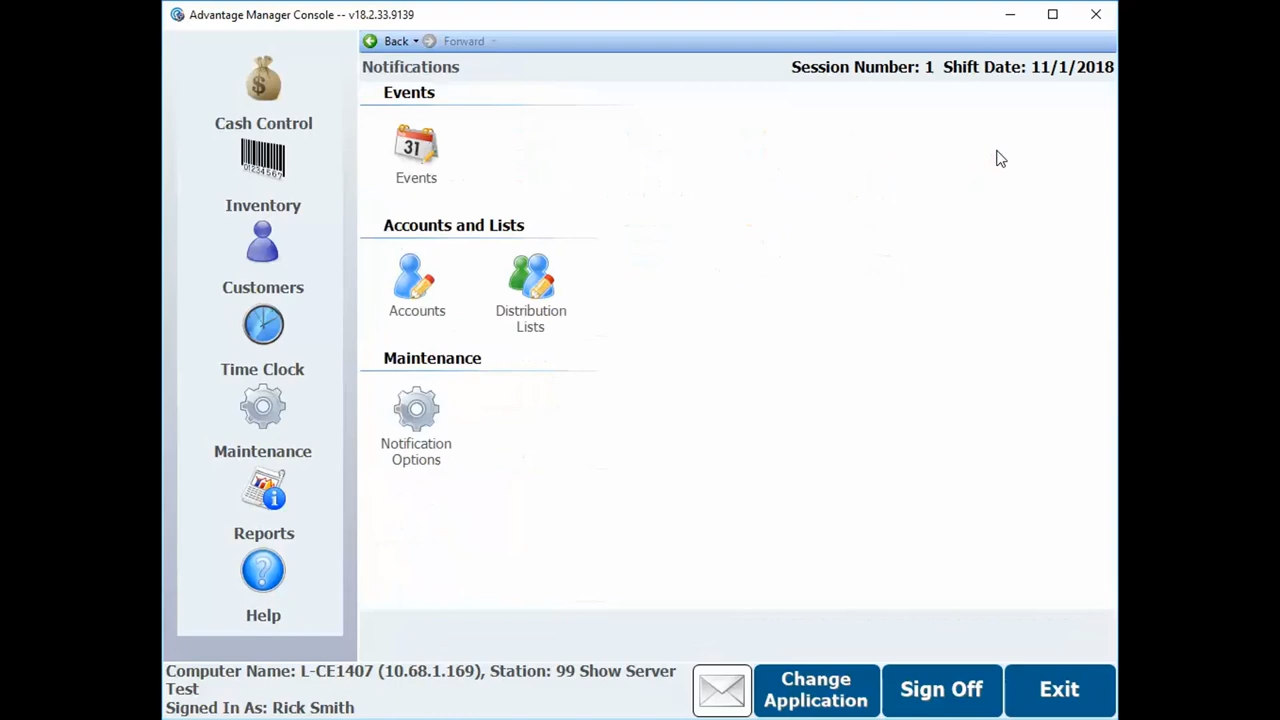 Advantage Manager Console -- v18.2.33.9139
Back
Forward
Notifications
Session Number: 1 Shift Date: 11/1/2018
Cash Control
Inventory
Customers
Time Clock
Maintenance
Reports
Help
Events
31
Events
Accounts and Lists
Accounts
Distribution
Lists
Maintenance
Notification
Options
Computer Name: L-CE1407 (10.68.1.169), Station: 99 Show Server
Test
Signed In As: Rick Smith
Change
Application
Sign Off
Exit